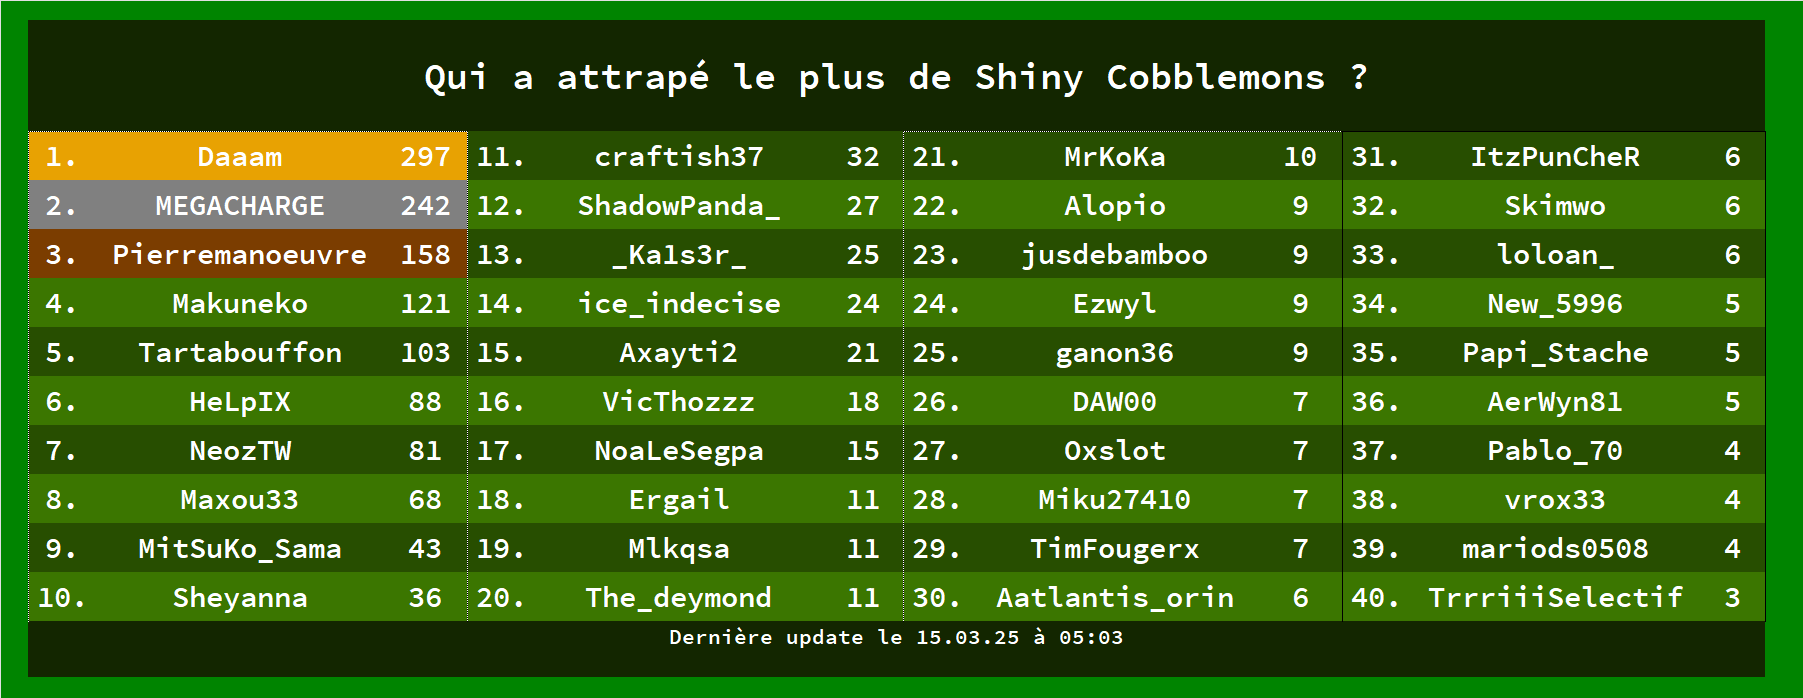 Qui a attrapé le plus de Shiny Cobblemons ?
1. Daaam 297 11. craftish37 32 21. MrKoKa 10 31. ItzPunCheR 6
2. MEGACHARGE 242 12. ShadowPanda_ 27 22. Alopio 9 32. Skimwo 6
3. Pierremanoeuvre 158 13. _Ka1s3r_ 25 23. jusdebamboo 9 33. loloan_ 6
4. Makuneko 121 14. ice_indecise 24 24. Ezwyl 9 34. New_5996 5
5. Tartabouffon 103 15. Axayti2 21 25. ganon36 9 35. Papi_Stache 5
6. HeLpIX 88 16. VicThozzz 18 26. DAW00 7 36. AerWyn81 5
7. NeozTW 81 17. NoaLeSegpa 15 27. Oxslot 7 37. Pablo_70 4
8. Maxou33 68 18. Ergail 11 28. Miku27410 7 38. vrox33 4
9. MitSuKo_Sama 43 19. Mlkqsa 11 29. TimFougerx 7 39. mariods0508 4
10. Sheyanna 36 20. The_deymond 11 30. Aatlantis_orin 6 40. TrrriiiSelectif 3
Dernière update le 15.03.25 à 05:03